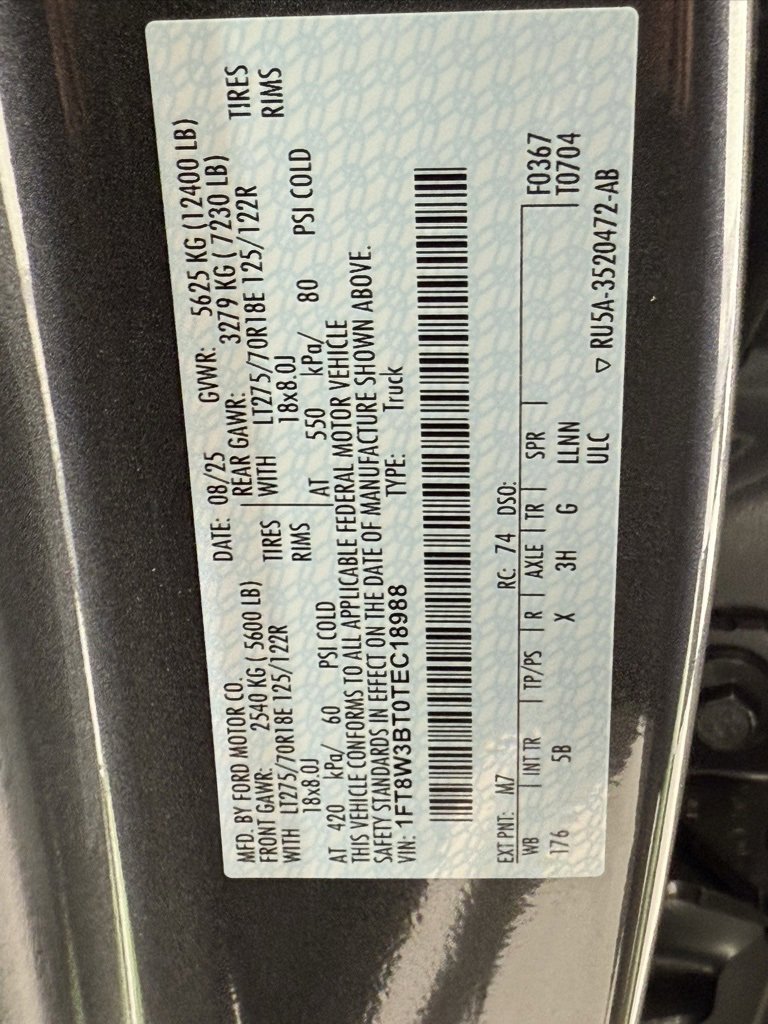 MFD. BY FORD MOTOR CO. DATE: 08/25 GVWR: 5625 KG (12400 LB)
FRONT GAWR: 2540 KG ( 5600 LB) REAR GAWR: 3279 KG ( 7230 LB)
WITH LT275/70R18E 125/122R TIRES WITH LT275/70R18E 125/122R TIRES
18x8.0J RIMS 18x8.0J RIMS
AT 420 kPa/ 60 PSI COLD AT 550 kPa/ 80 PSI COLD
THIS VEHICLE CONFORMS TO ALL APPLICABLE FEDERAL MOTOR VEHICLE
SAFETY STANDARDS IN EFFECT ON THE DATE OF MANUFACTURE SHOWN ABOVE.
VIN: 1FT8W3BT0TEC18988 TYPE: Truck
EXT PNT: M7 RC: 74 DSO: F0367
WB INT TR TP/PS R AXLE TR SPR T0704
176 5B X 3H G LLNN
ULC ▽ RU5A-3520472-AB